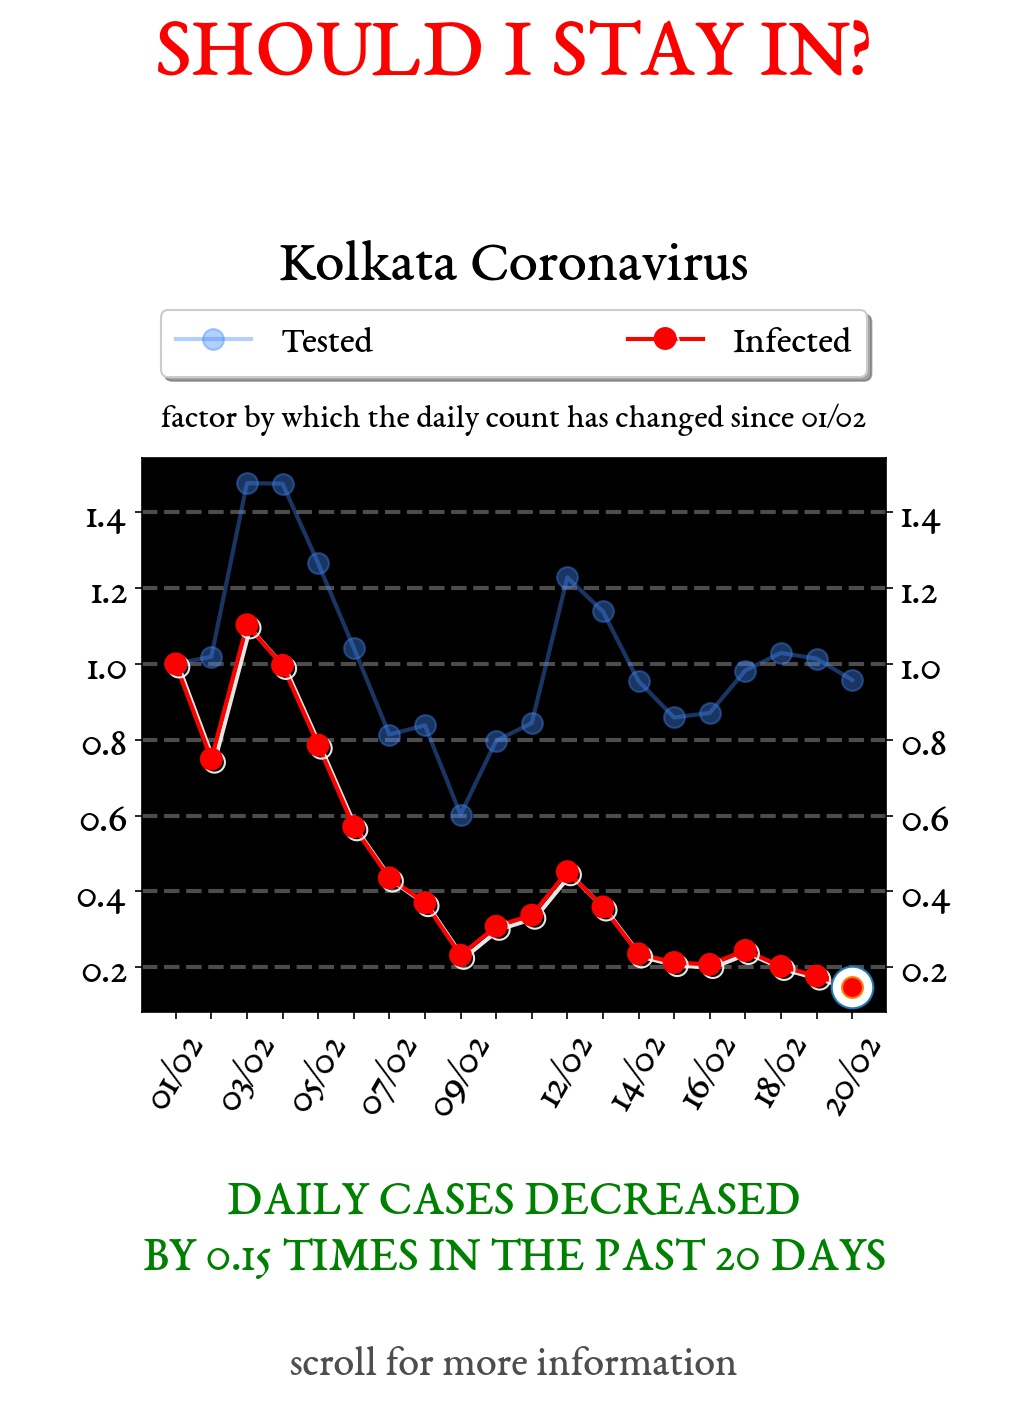 SHOULD I STAY IN?
Kolkata Coronavirus
Tested Infected
factor by which the daily count has changed since 01/02
1.4 1.4
1.2 1.2
1.0 1.0
0.8 0.8
0.6 0.6
0.4 0.4
0.2 0.2
01/02 03/02 05/02 07/02 09/02 12/02 14/02 16/02 18/02 20/02
DAILY CASES DECREASED
BY 0.15 TIMES IN THE PAST 20 DAYS
scroll for more information